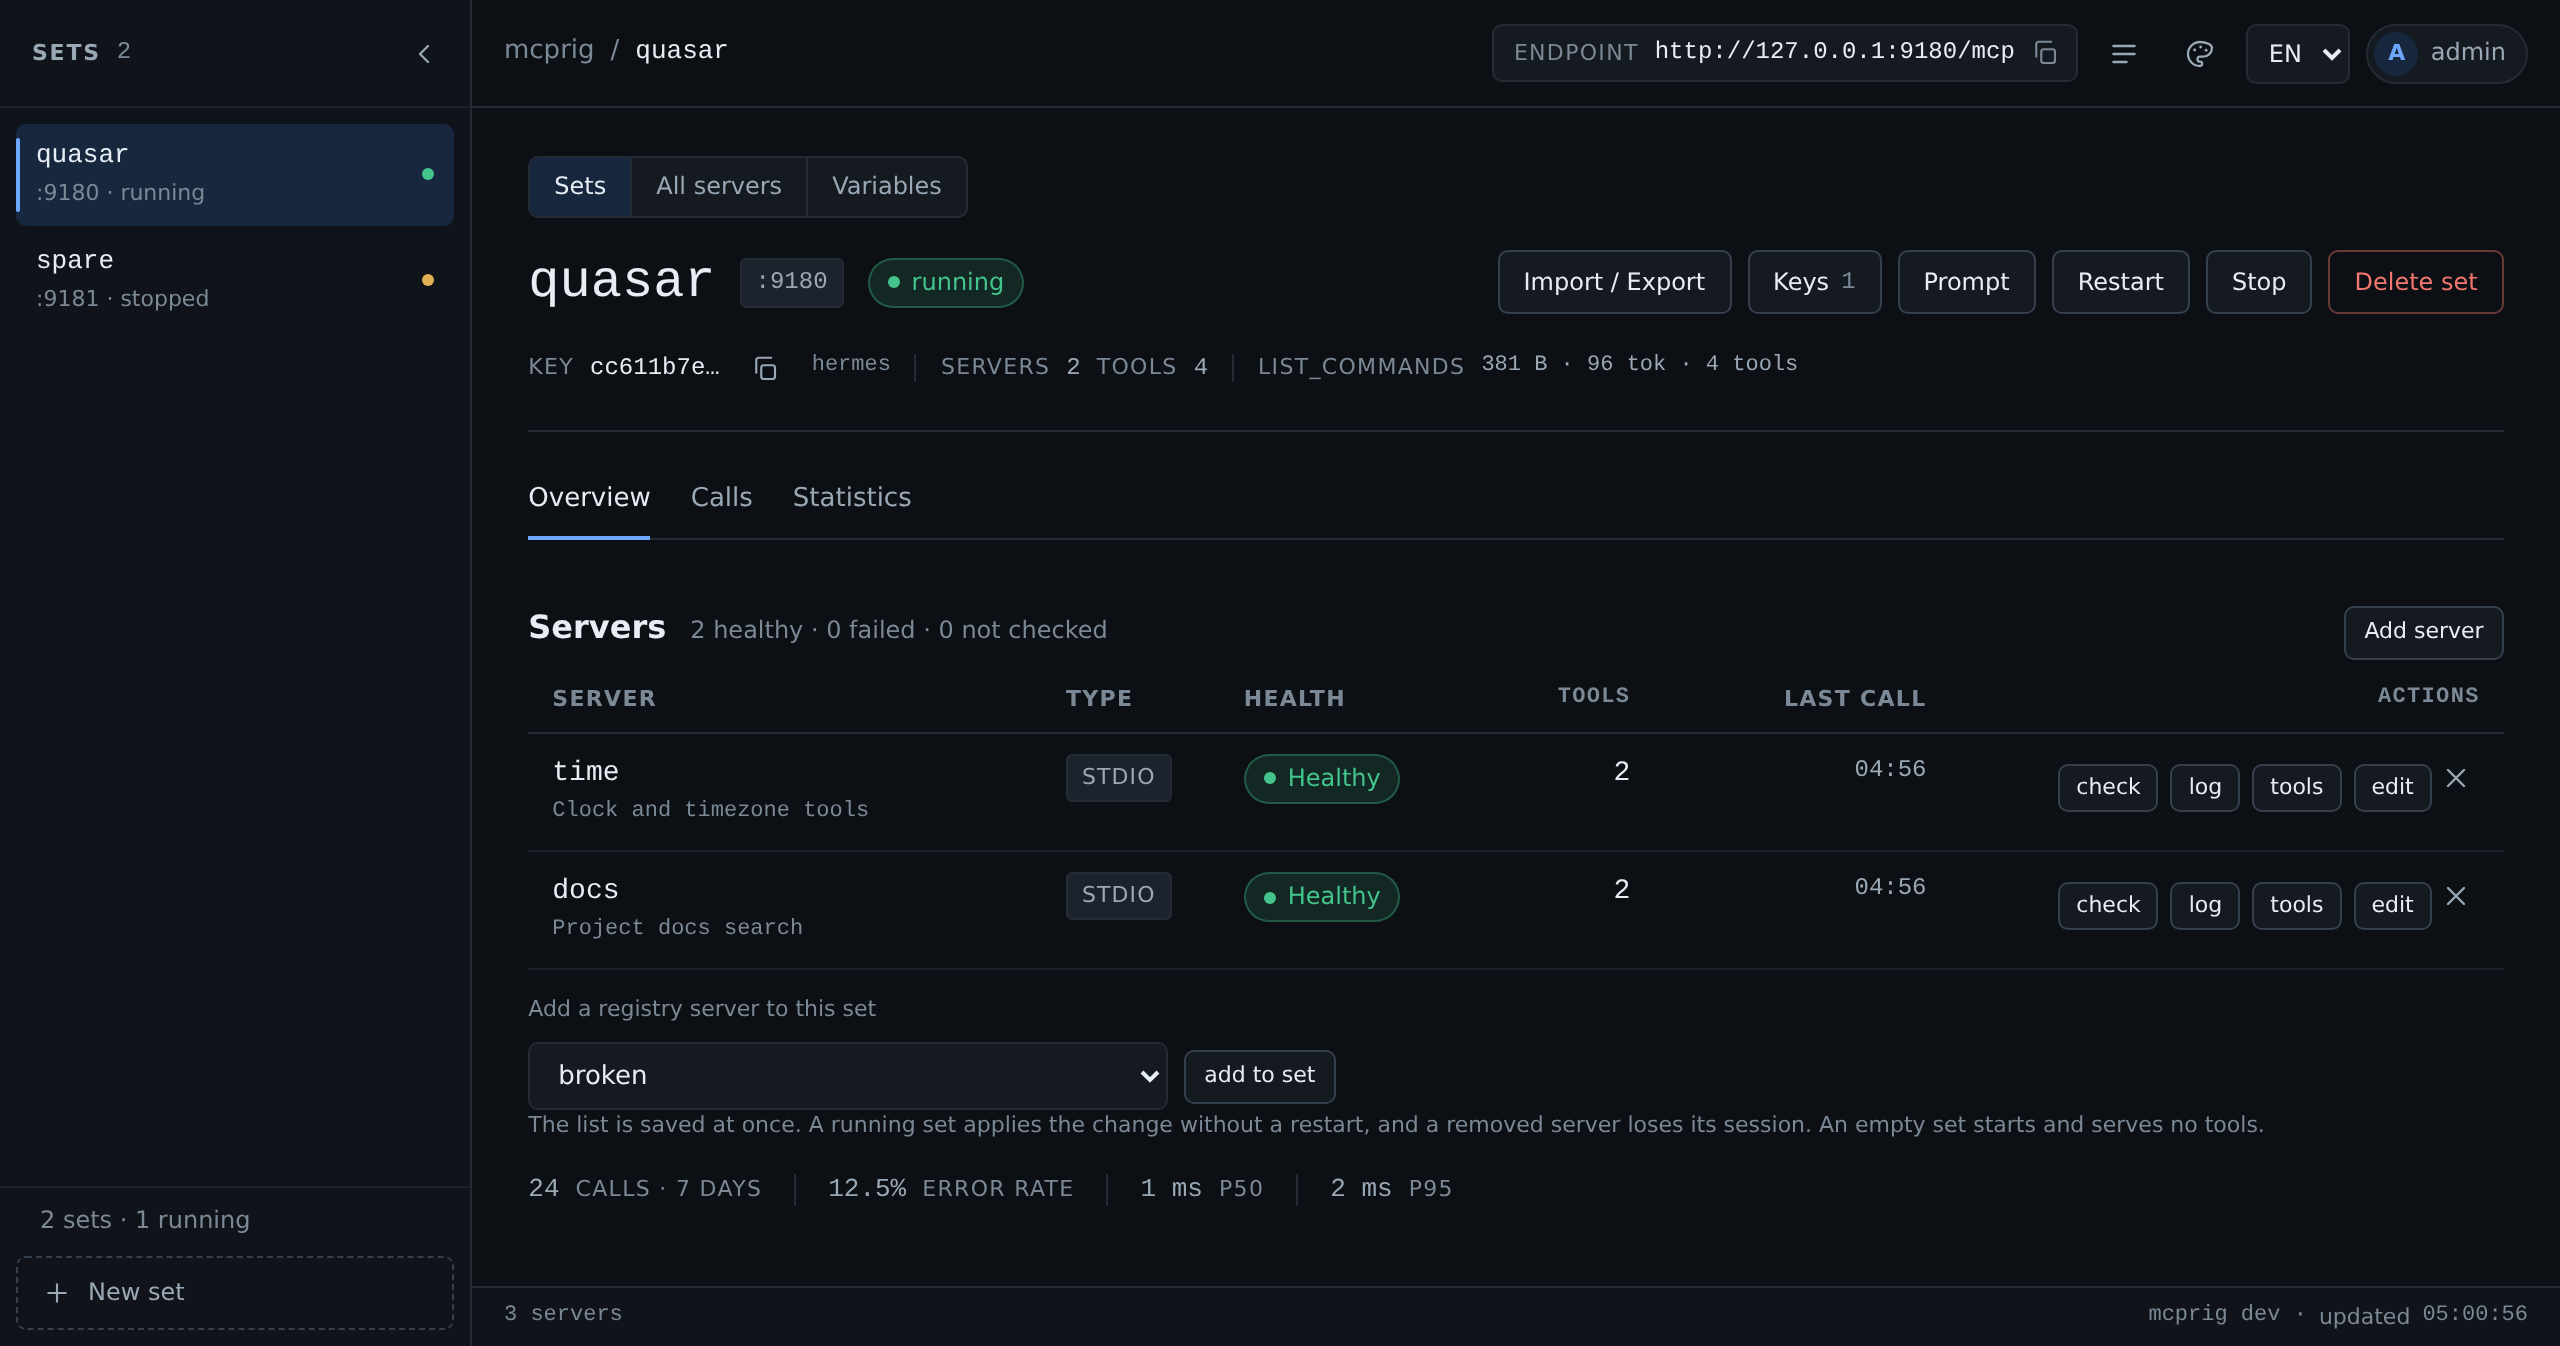 SETS 2
quasar
:9180 · running
spare
:9181 · stopped
2 sets · 1 running
New set
mcprig / quasar
ENDPOINT http://127.0.0.1:9180/mcp EN A admin
Sets All servers Variables
quasar :9180 running Import / Export Keys 1 Prompt Restart Stop Delete set
KEY cc611b7e… hermes SERVERS 2 TOOLS 4 LIST_COMMANDS 381 B · 96 tok · 4 tools
Overview Calls Statistics
Servers 2 healthy · 0 failed · 0 not checked Add server
SERVER TYPE HEALTH TOOLS LAST CALL ACTIONS
time STDIO Healthy 2 04:56 check log tools edit
Clock and timezone tools
docs STDIO Healthy 2 04:56 check log tools edit
Project docs search
Add a registry server to this set
broken add to set
The list is saved at once. A running set applies the change without a restart, and a removed server loses its session. An empty set starts and serves no tools.
24 CALLS · 7 DAYS 12.5% ERROR RATE 1 ms P50 2 ms P95
3 servers mcprig dev · updated 05:00:56